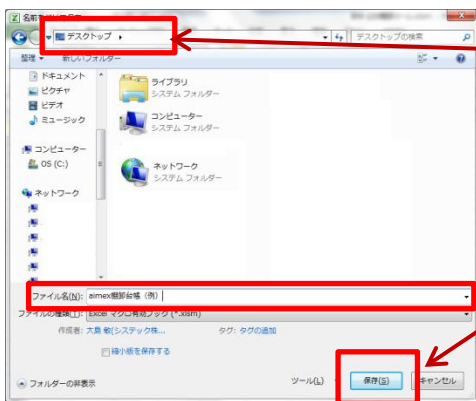 名前を付けて保存
デスクトップ
デスクトップの検索
整理 新しいフォルダー
ドキュメント
ピクチャ
ビデオ
ミュージック
コンピューター
OS (C:)
ネットワーク
ライブラリ
システム フォルダー
コンピューター
システム フォルダー
ネットワーク
システム フォルダー
ファイル名(N): aimex棚卸台帳（例）
ファイルの種類(T): Excel マクロ有効ブック (*.xlsm)
作成者: 大島 敏(システック株... タグ: タグの追加
縮小版を保存する
フォルダーの非表示
ツール(L) 保存(S) キャンセル